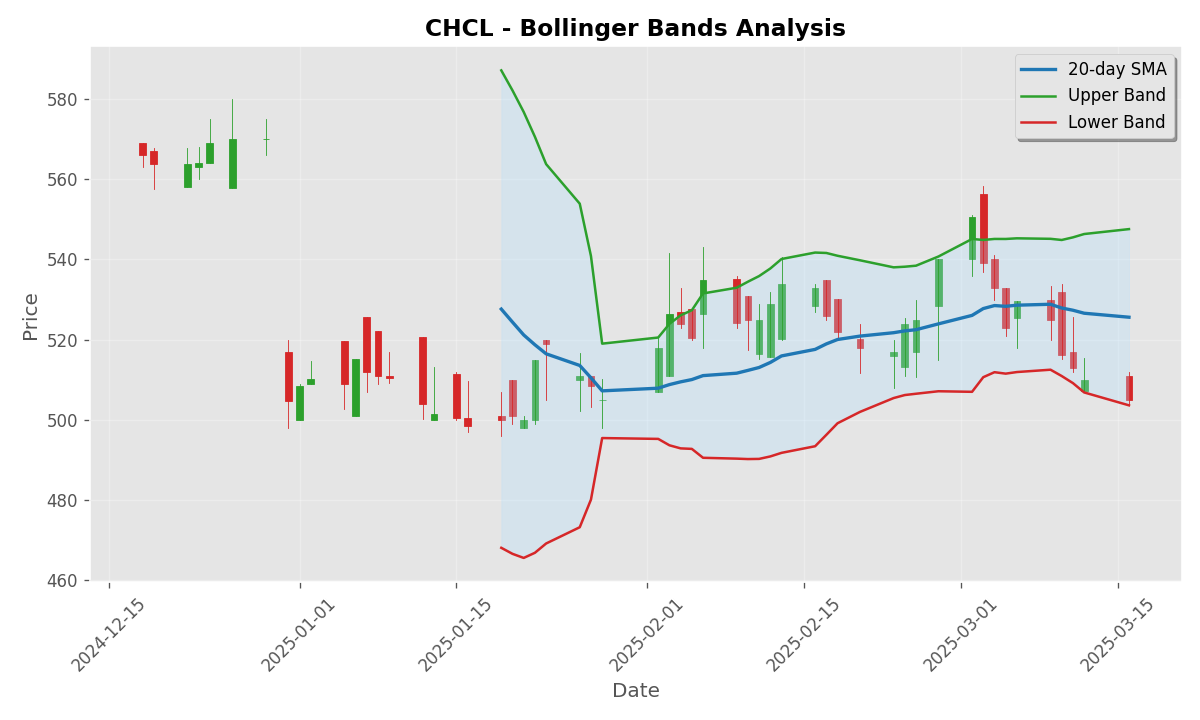 CHCL - Bollinger Bands Analysis
20-day SMA
Upper Band
Lower Band
Price
580
560
540
520
500
480
460
2024-12-15
2025-01-01
2025-01-15
2025-02-01
2025-02-15
2025-03-01
2025-03-15
Date